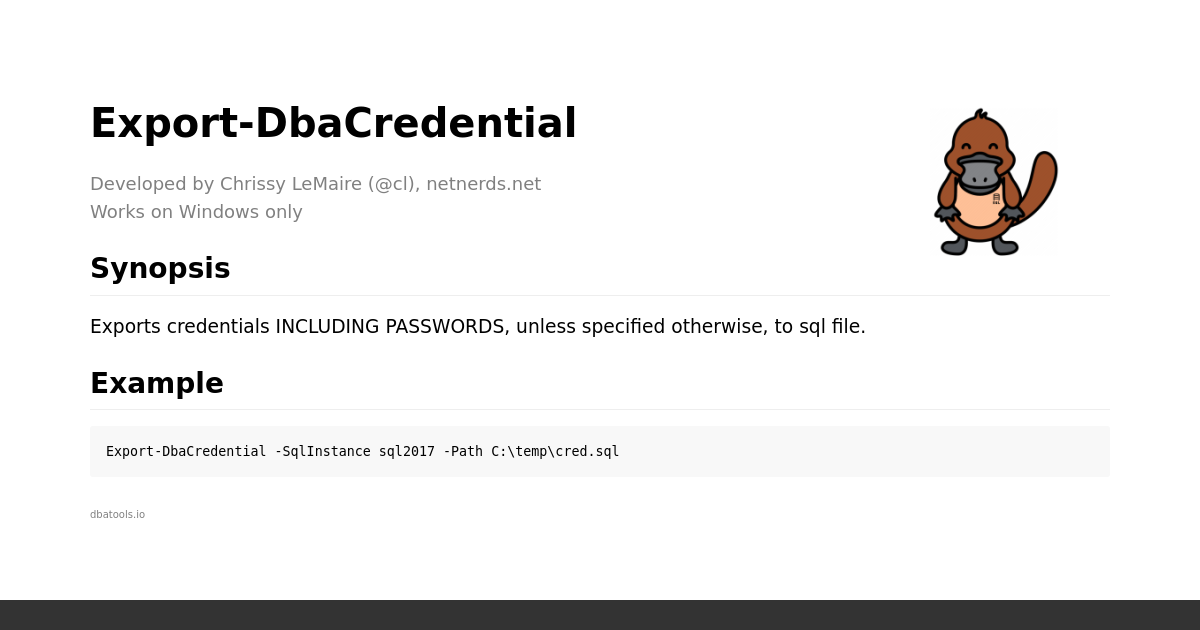 Export-DbaCredential
Developed by Chrissy LeMaire (@cl), netnerds.net
Works on Windows only
Synopsis
Exports credentials INCLUDING PASSWORDS, unless specified otherwise, to sql file.
Example
Export-DbaCredential -SqlInstance sql2017 -Path C:\temp\cred.sql
dbatools.io